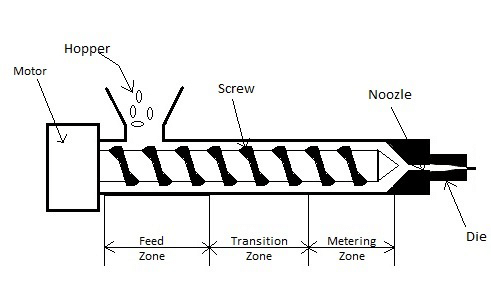 Hopper
Motor
Screw
Noozle
Die
Feed
Zone
Transition
Zone
Metering
Zone